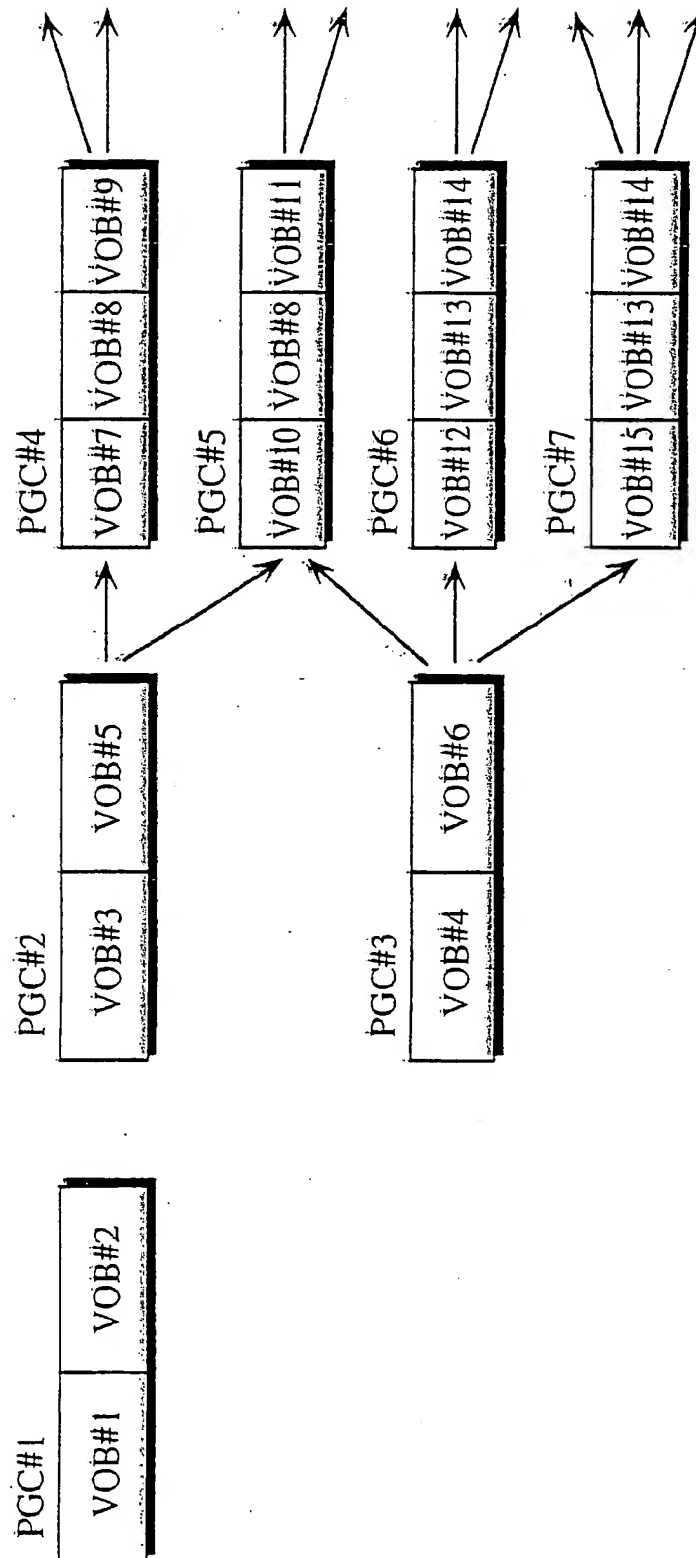 PGC#1
VOB#1 VOB#2
PGC#2
VOB#3 VOB#5
PGC#3
VOB#4 VOB#6
PGC#4
VOB#7 VOB#8 VOB#9
PGC#5
VOB#10 VOB#8 VOB#11
PGC#6
VOB#12 VOB#13 VOB#14
PGC#7
VOB#15 VOB#13 VOB#14